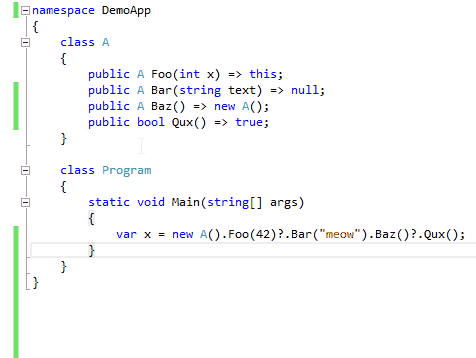 namespace DemoApp
{
    class A
    {
        public A Foo(int x) => this;
        public A Bar(string text) => null;
        public A Baz() => new A();
        public bool Qux() => true;
    }

    class Program
    {
        static void Main(string[] args)
        {
            var x = new A().Foo(42)?.Bar("meow").Baz()?.Qux();
        }
    }
}